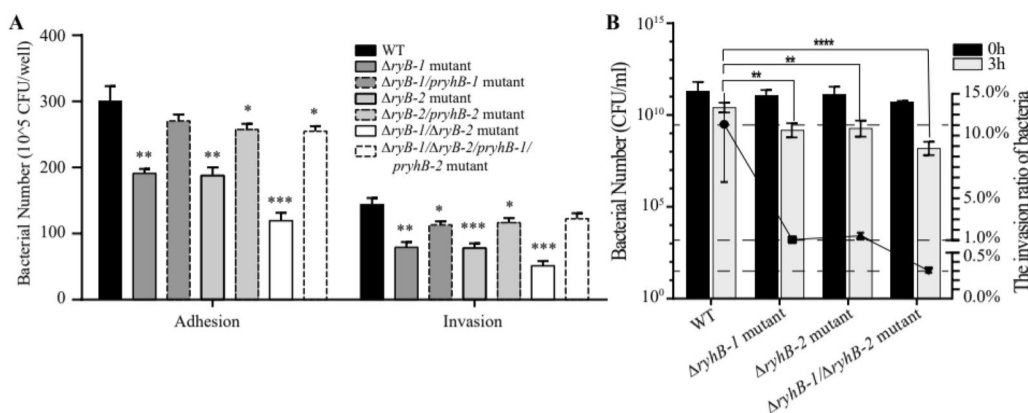 A
Bacterial Number (10^5 CFU/well)
400
300
200
100
0
** ** * *** *
** * *** * ***
Adhesion Invasion
WT
ΔryB-1 mutant
ΔryB-1/pryhB-1 mutant
ΔryB-2 mutant
ΔryB-2/pryhB-2 mutant
ΔryB-1/ΔryB-2 mutant
ΔryB-1/ΔryB-2/pryhB-1/
pryhB-2 mutant
B
Bacterial Number (CFU/ml)
10^15
10^10
10^5
10^0
****
**
**
0h
3h
15.0%
10.0%
5.0%
1.0%
0.5%
0.0%
The invasion ratio of bacteria
WT
ΔryhB-1 mutant
ΔryhB-2 mutant
ΔryhB-1/ΔryhB-2 mutant